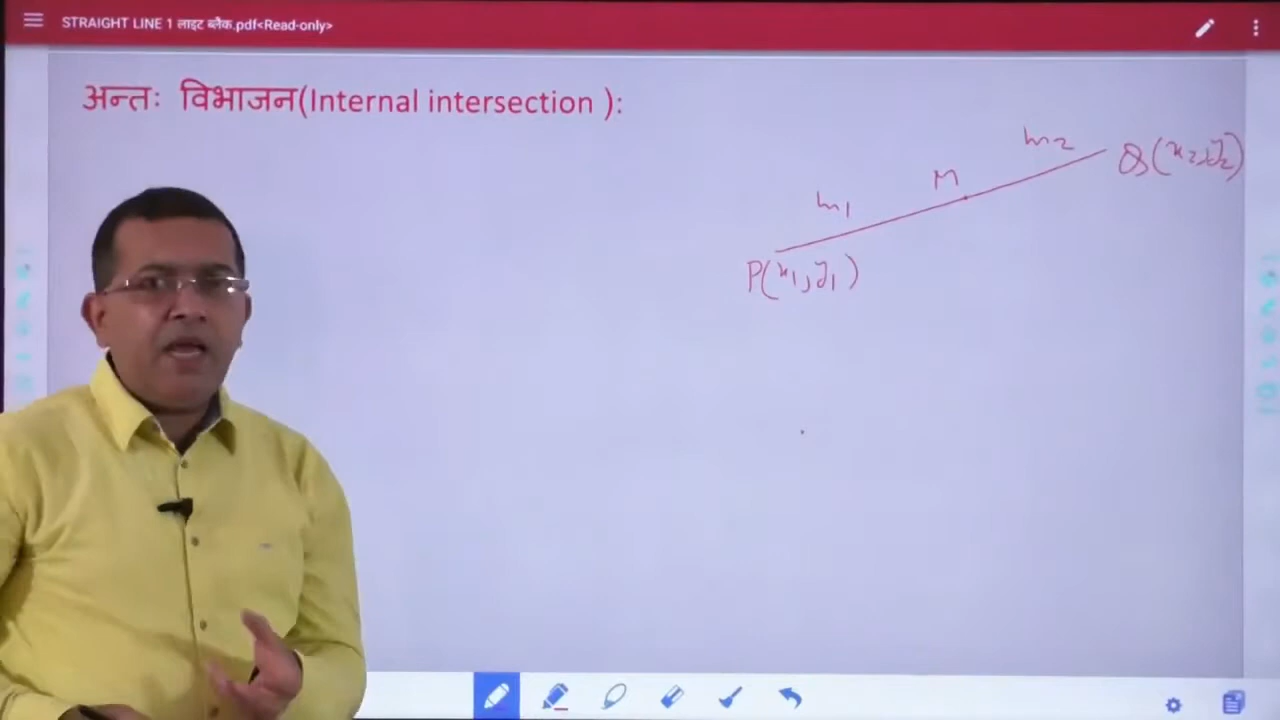 STRAIGHT LINE 1 लाइट ब्लैक.pdf<Read-only>
अन्तः विभाजन(Internal intersection ):
m2
Q(x2,y2)
M
m1
P(x1,y1)